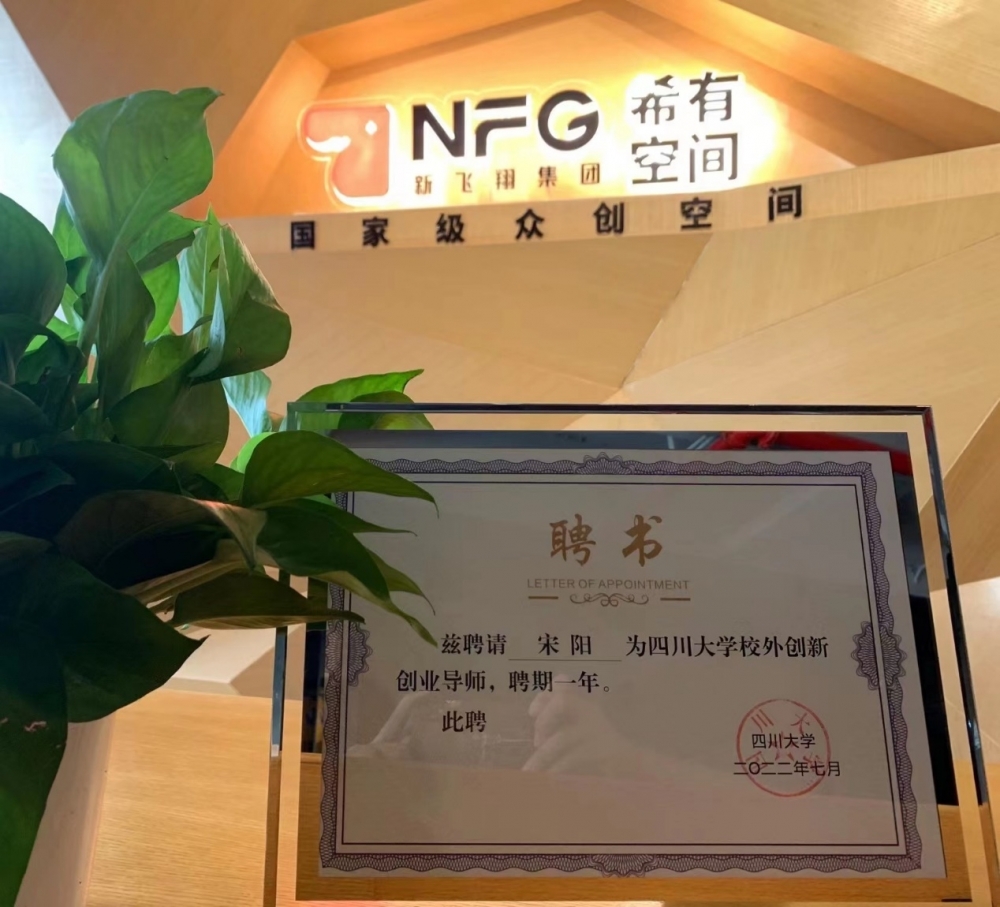 NFG
新飞翔集团
希有
空间
国家级众创空间
聘书
LETTER OF APPOINTMENT
兹聘请 宋阳 为四川大学校外创新
创业导师，聘期一年。
此聘
四川大学
二〇二二年七月